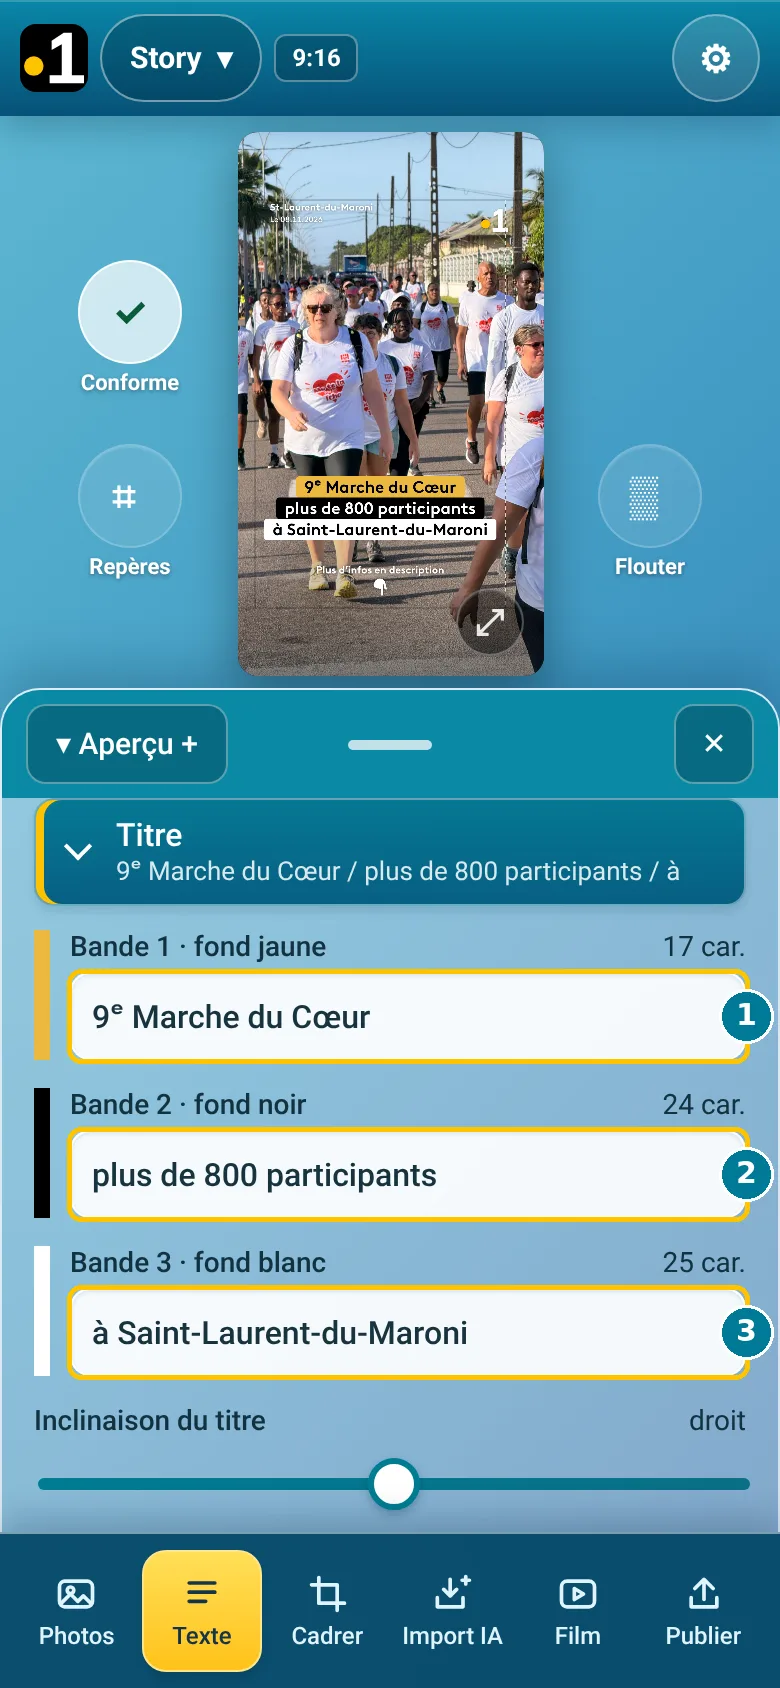 1
Story ▼
9:16
St-Laurent-du-Maroni
Le 08.11.2025
1
Conforme
Repères
Flouter
9ᵉ Marche du Cœur
plus de 800 participants
à Saint-Laurent-du-Maroni
Plus d'infos en description
▾ Aperçu +
✕
Titre
9ᵉ Marche du Cœur / plus de 800 participants / à
Bande 1 · fond jaune
17 car.
9ᵉ Marche du Cœur
1
Bande 2 · fond noir
24 car.
plus de 800 participants
2
Bande 3 · fond blanc
25 car.
à Saint-Laurent-du-Maroni
3
Inclinaison du titre
droit
Photos
Texte
Cadrer
Import IA
Film
Publier